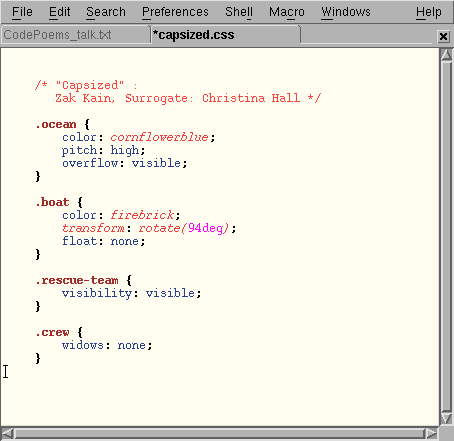 File Edit Search Preferences Shell Macro Windows Help
CodePoems_talk.txt *capsized.css
/* "Capsized" :
Zak Kain, Surrogate: Christina Hall */
.ocean {
color: cornflowerblue;
pitch: high;
overflow: visible;
}
.boat {
color: firebrick;
transform: rotate(94deg);
float: none;
}
.rescue-team {
visibility: visible;
}
.crew {
widows: none;
}